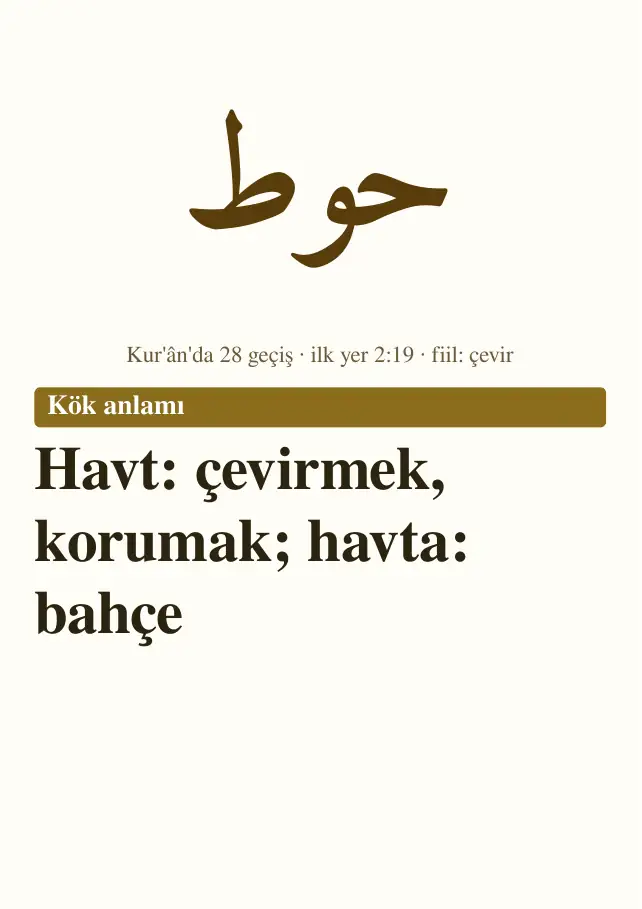 حوط
Kur'ân'da 28 geçiş · ilk yer 2:19 · fiil: çevir
Kök anlamı
Havt: çevirmek,
korumak; havta:
bahçe